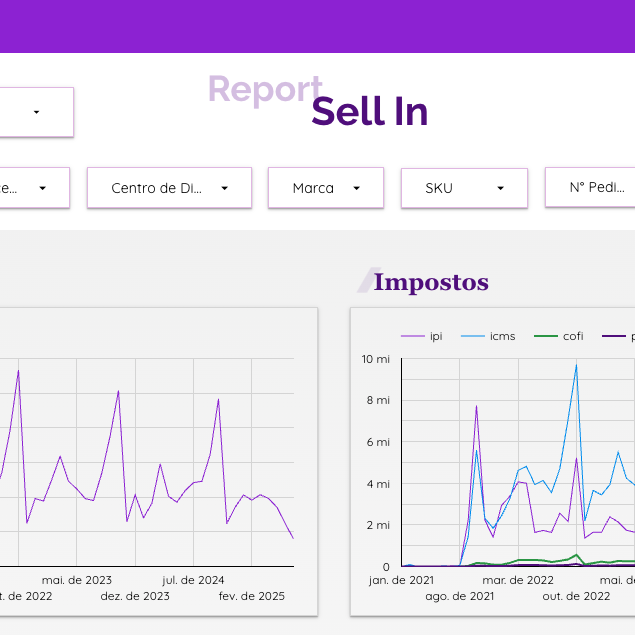 Report
Sell In
ce...
Centro de Di...
Marca
SKU
N° Pedi...
Impostos
ipi
icms
cofi
p
10 mi
8 mi
6 mi
4 mi
2 mi
0
mai. de 2023
jul. de 2024
t. de 2022
dez. de 2023
fev. de 2025
jan. de 2021
mar. de 2022
mai. de
ago. de 2021
out. de 2022